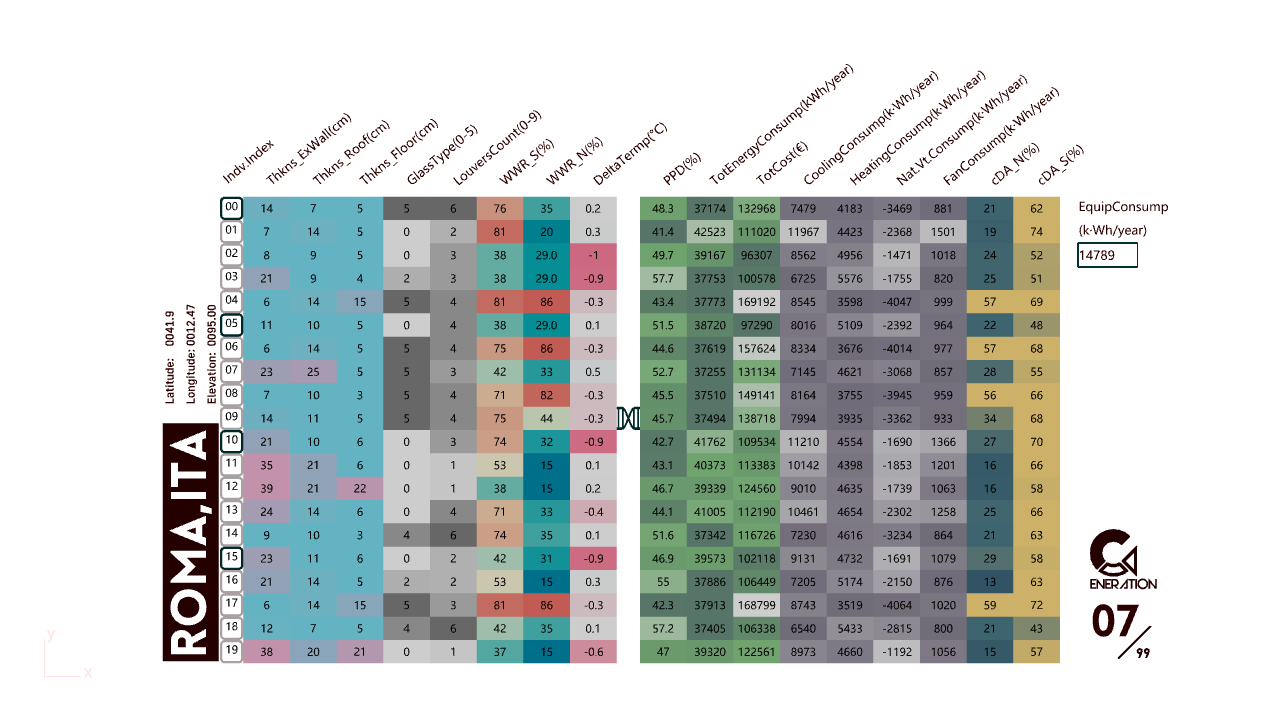 Indv.Index Thkns_ExWall(cm) Thkns_Roof(cm) Thkns_Floor(cm) GlassType(0-5) LouversCount(0-9) WWR_S(%) WWR_N(%) DeltaTermp(°C) PPD(%) TotEnergyConsump(kWh/year) TotCost(€) CoolingConsump(k·Wh/year) HeatingConsump(k·Wh/year) Nat.Vt.Consump(k·Wh/year) FanConsump(k·Wh/year) cDA_N(%) cDA_S(%)
00 14 7 5 5 6 76 35 0.2 48.3 37174 132968 7479 4183 -3469 881 21 62
01 7 14 5 0 2 81 20 0.3 41.4 42523 111020 11967 4423 -2368 1501 19 74
02 8 9 5 0 3 38 29.0 -1 49.7 39167 96307 8562 4956 -1471 1018 24 52
03 21 9 4 2 3 38 29.0 -0.9 57.7 37753 100578 6725 5576 -1755 820 25 51
04 6 14 15 5 4 81 86 -0.3 43.4 37773 169192 8545 3598 -4047 999 57 69
05 11 10 5 0 4 38 29.0 0.1 51.5 38720 97290 8016 5109 -2392 964 22 48
06 6 14 5 5 4 75 86 -0.3 44.6 37619 157624 8334 3676 -4014 977 57 68
07 23 25 5 5 3 42 33 0.5 52.7 37255 131134 7145 4621 -3068 857 28 55
08 7 10 3 5 4 71 82 -0.3 45.5 37510 149141 8164 3755 -3945 959 56 66
09 14 11 5 5 4 75 44 -0.3 45.7 37494 138718 7994 3935 -3362 933 34 68
10 21 10 6 0 3 74 32 -0.9 42.7 41762 109534 11210 4554 -1690 1366 27 70
11 35 21 6 0 1 53 15 0.1 43.1 40373 113383 10142 4398 -1853 1201 16 66
12 39 21 22 0 1 38 15 0.2 46.7 39339 124560 9010 4635 -1739 1063 16 58
13 24 14 6 0 4 71 33 -0.4 44.1 41005 112190 10461 4654 -2302 1258 25 66
14 9 10 3 4 6 74 35 0.1 51.6 37342 116726 7230 4616 -3234 864 21 63
15 23 11 6 0 2 42 31 -0.9 46.9 39573 102118 9131 4732 -1691 1079 29 58
16 21 14 5 2 2 53 15 0.3 55 37886 106449 7205 5174 -2150 876 13 63
17 6 14 15 5 3 81 86 -0.3 42.3 37913 168799 8743 3519 -4064 1020 59 72
18 12 7 5 4 6 42 35 0.1 57.2 37405 106338 6540 5433 -2815 800 21 43
19 38 20 21 0 1 37 15 -0.6 47 39320 122561 8973 4660 -1192 1056 15 57
EquipConsump
(k·Wh/year)
14789
Latitude: 0041.9
Longitude: 0012.47
Elevation: 0095.00
ROMA,ITA
ENERATION
07/99
y
x